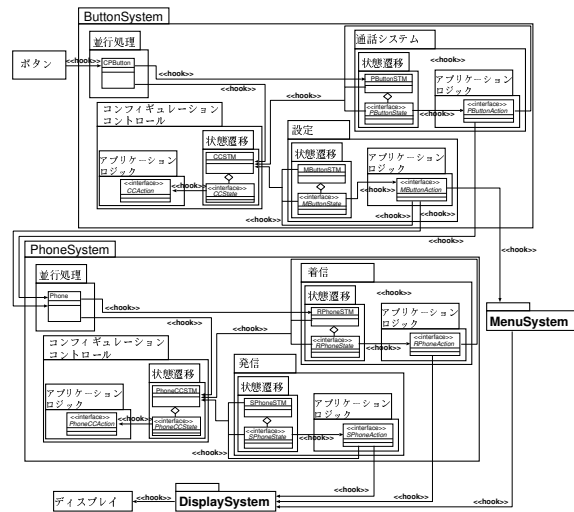 ButtonSystem
並行処理
通話システム
<<hook>>
<<hook>>
ボタン
<<hook>>
CPButton
状態遷移
PButtonSTM
<<hook>>
アプリケーション
ロジック
<<interface>>
PButtonState
<<hook>>
<<interface>>
PButtonAction
コンフィギュレーション
コントロール
状態遷移
CCSTM
アプリケーション
ロジック
<<interface>>
CCAction
<<hook>>
<<interface>>
CCState
設定
<<hook>>
状態遷移
MButtonSTM
アプリケーション
ロジック
<<hook>>
<<interface>>
MButtonState
<<interface>>
MButtonAction
<<hook>>
<<hook>>
<<hook>>
<<hook>>
<<hook>>
PhoneSystem
並行処理
Phone
<<hook>>
<<hook>>
着信
<<hook>>
状態遷移
RPhoneSTM
アプリケーション
ロジック
<<interface>>
RPhoneState
<<hook>>
<<interface>>
RPhoneAction
MenuSystem
<<hook>>
コンフィギュレーション
コントロール
状態遷移
PhoneCCSTM
アプリケーション
ロジック
<<interface>>
PhoneCCAction
<<hook>>
<<interface>>
PhoneCCState
発信
<<hook>>
状態遷移
SPhoneSTM
アプリケーション
ロジック
<<interface>>
SPhoneState
<<hook>>
<<interface>>
SPhoneAction
<<hook>>
<<hook>>
<<hook>>
<<hook>>
ディスプレイ
<<hook>>
DisplaySystem
<<hook>>